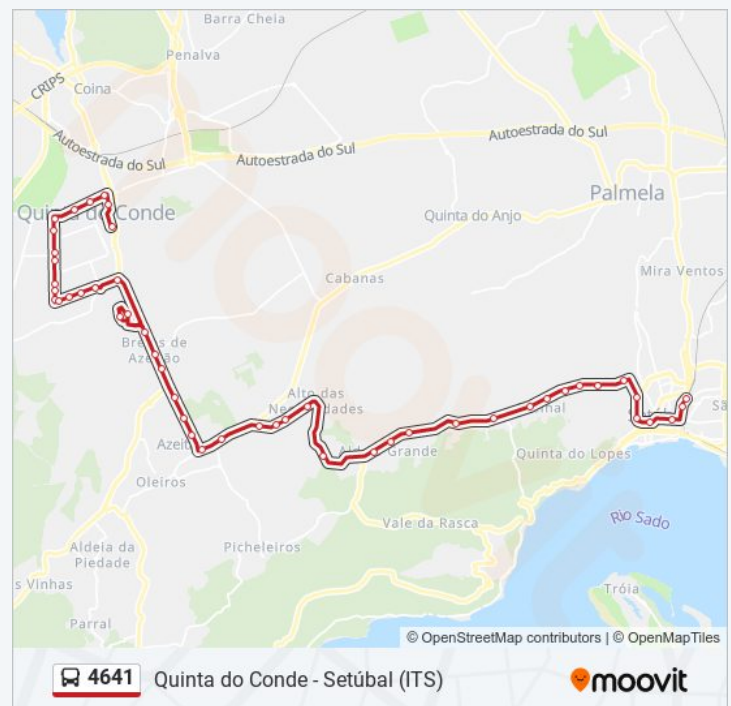 Barra Cheia
Penalva
CRIPS
Coina
Autoestrada do Sul
Autoestrada do Sul
Autoestrada do Sul
Palmela
Quinta do Conde
Quinta do Anjo
Mira Ventos
Cabanas
Brejos de
Azeitão
Alto das
Necessidades
Azeit
Grande
Quinta do Lopes
Oleiros
Vale da Rasca
Rio Sado
Aldeia da
Piedade
Picheleiros
s Vinhas
Tróia
Parral
© OpenStreetMap contributors | © OpenMapTiles
4641 Quinta do Conde - Setúbal (ITS)
moovit